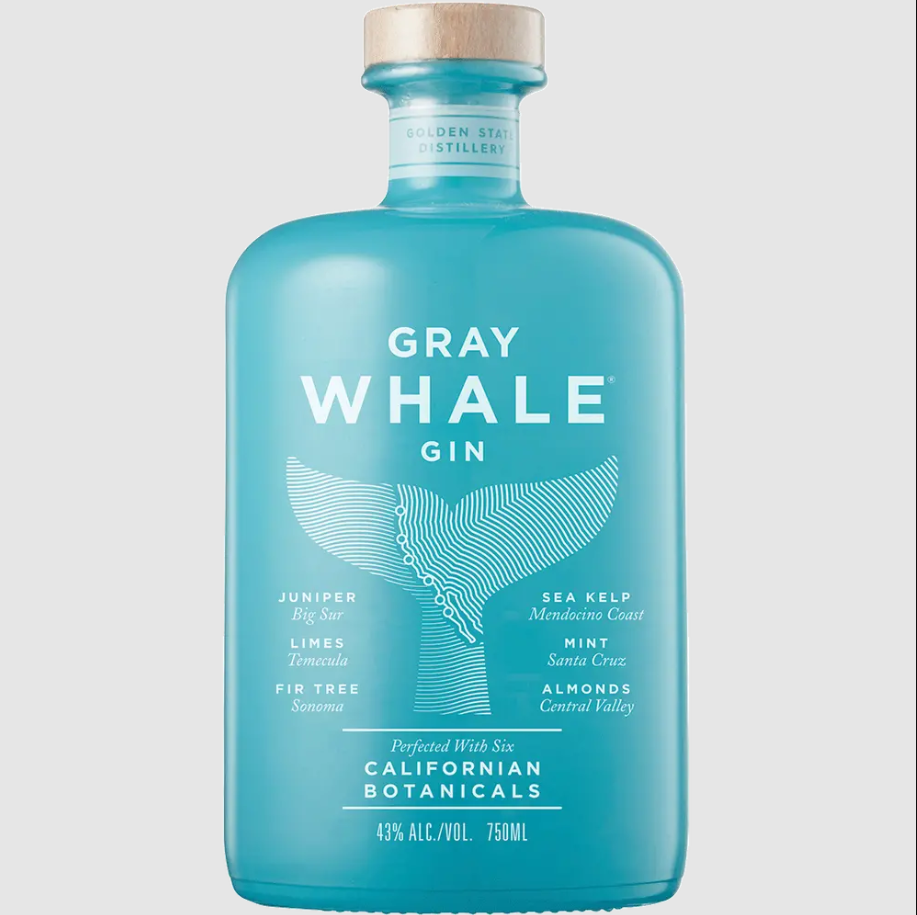 GOLDEN STATE
DISTILLERY
GRAY
WHALE®
GIN
JUNIPER
Big Sur
LIMES
Temecula
FIR TREE
Sonoma
SEA KELP
Mendocino Coast
MINT
Santa Cruz
ALMONDS
Central Valley
Perfected With Six
CALIFORNIAN
BOTANICALS
43% ALC./VOL. 750ML